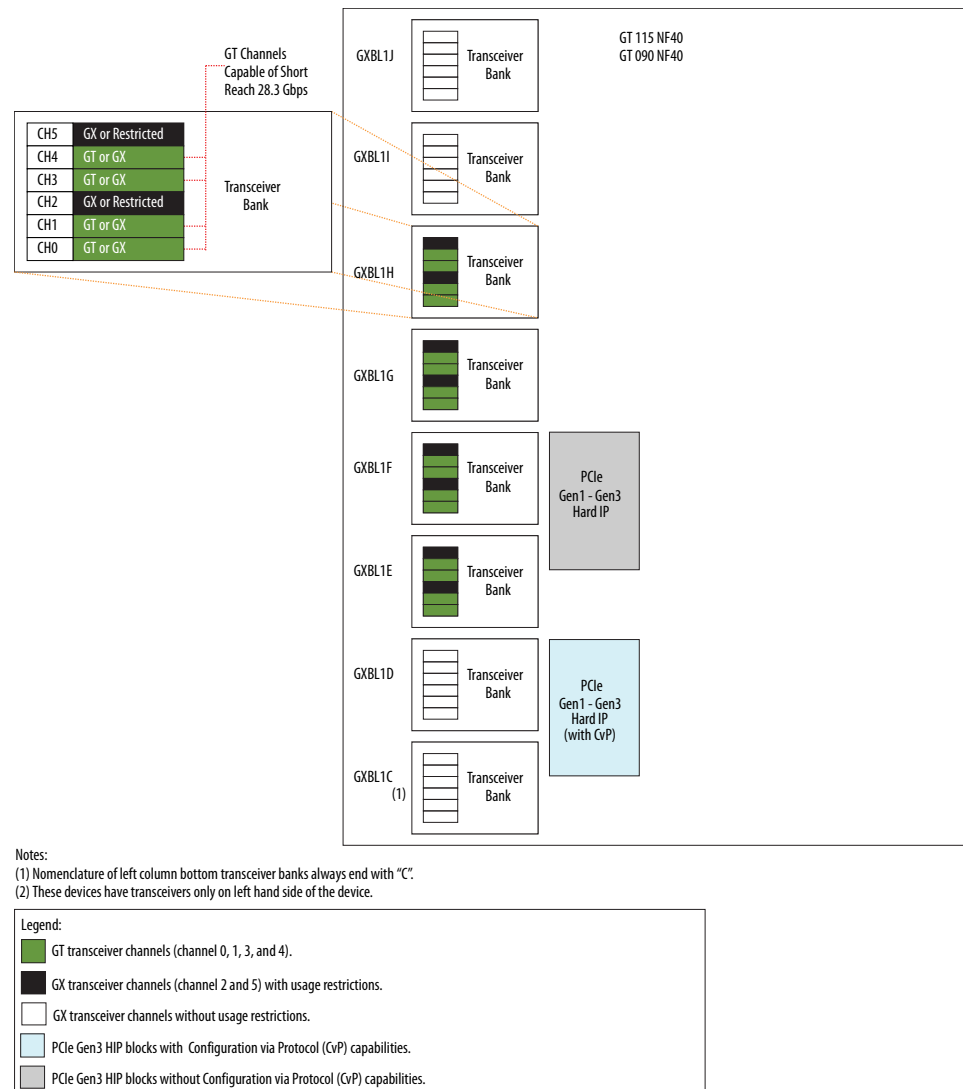 GT 115 NF40
GT 090 NF40
GT Channels
Capable of Short
Reach 28.3 Gbps
CH5 GX or Restricted
CH4 GT or GX
CH3 GT or GX
CH2 GX or Restricted
CH1 GT or GX
CH0 GT or GX
Transceiver
Bank
GXBL1J
Transceiver
Bank
GXBL1I
Transceiver
Bank
GXBL1H
Transceiver
Bank
GXBL1G
Transceiver
Bank
GXBL1F
Transceiver
Bank
PCIe
Gen1 - Gen3
Hard IP
GXBL1E
Transceiver
Bank
GXBL1D
Transceiver
Bank
PCIe
Gen1 - Gen3
Hard IP
(with CvP)
GXBL1C
(1)
Transceiver
Bank
Notes:
(1) Nomenclature of left column bottom transceiver banks always end with “C”.
(2) These devices have transceivers only on left hand side of the device.
Legend:
GT transceiver channels (channel 0, 1, 3, and 4).
GX transceiver channels (channel 2 and 5) with usage restrictions.
GX transceiver channels without usage restrictions.
PCIe Gen3 HIP blocks with Configuration via Protocol (CvP) capabilities.
PCIe Gen3 HIP blocks without Configuration via Protocol (CvP) capabilities.